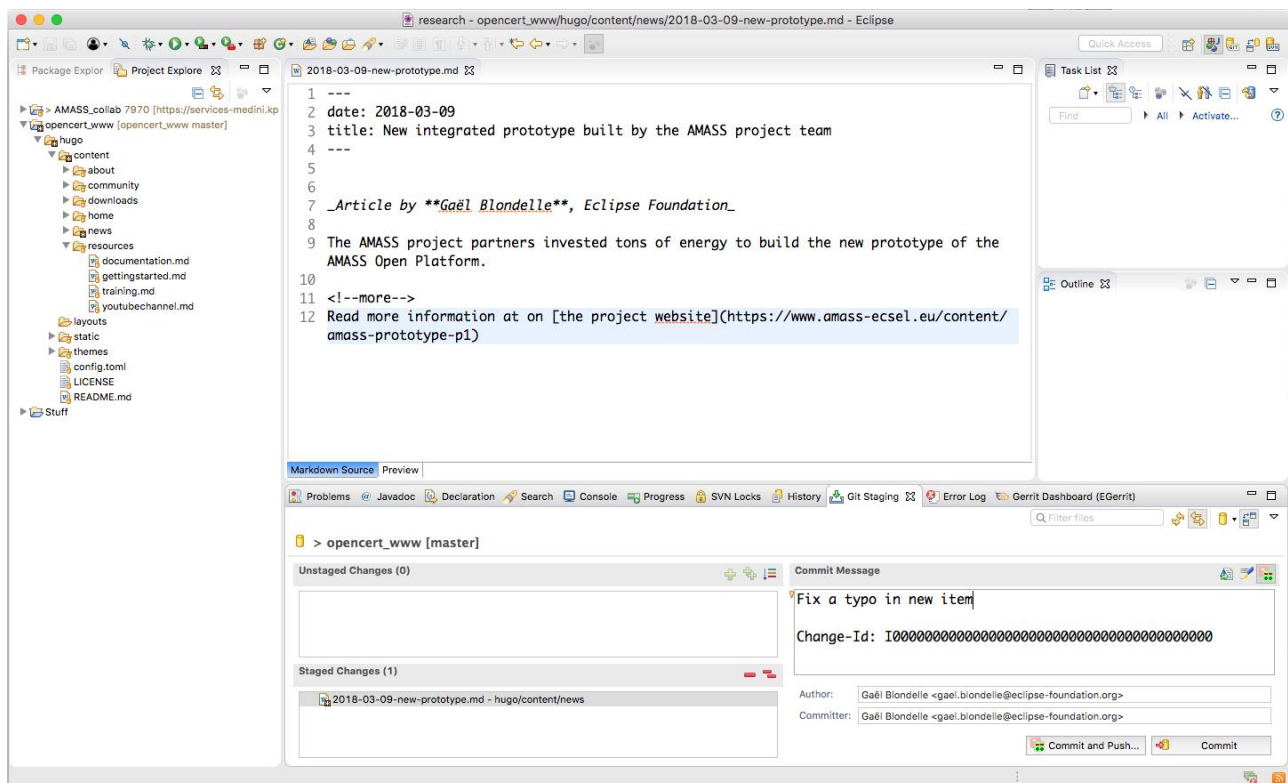 research - opencert_www/hugo/content/news/2018-03-09-new-prototype.md - Eclipse
Quick Access
Package Explor
Project Explore
> AMASS_collab 7970 [https://services-medini.kp
opencert_www [opencert_www master]
hugo
content
about
community
downloads
home
news
resources
documentation.md
gettingstarted.md
training.md
youtubechannel.md
layouts
static
themes
config.toml
LICENSE
README.md
Stuff
2018-03-09-new-prototype.md
1 ---
2 date: 2018-03-09
3 title: New integrated prototype built by the AMASS project team
4 ---
5
6
7 _Article by **Gaël Blondelle**, Eclipse Foundation_
8
9 The AMASS project partners invested tons of energy to build the new prototype of the
AMASS Open Platform.
10
11 <!--more-->
12 Read more information at on [the project website](https://www.amass-ecsel.eu/content/
amass-prototype-p1)
Markdown Source Preview
Task List
Find All Activate...
Outline
Problems @ Javadoc Declaration Search Console Progress SVN Locks History Git Staging Error Log Gerrit Dashboard (EGerrit)
Filter files
> opencert_www [master]
Unstaged Changes (0)
Staged Changes (1)
2018-03-09-new-prototype.md - hugo/content/news
Commit Message
Fix a typo in new item
Change-Id: I0000000000000000000000000000000000000000
Author: Gaël Blondelle <gael.blondelle@eclipse-foundation.org>
Committer: Gaël Blondelle <gael.blondelle@eclipse-foundation.org>
Commit and Push... Commit